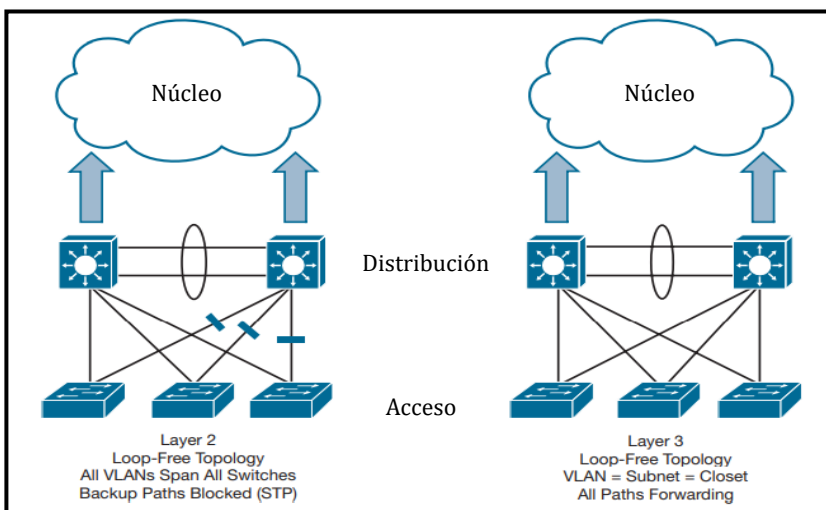 Núcleo
Núcleo
Distribución
Acceso
Layer 2
Loop-Free Topology
All VLANs Span All Switches
Backup Paths Blocked (STP)
Layer 3
Loop-Free Topology
VLAN = Subnet = Closet
All Paths Forwarding